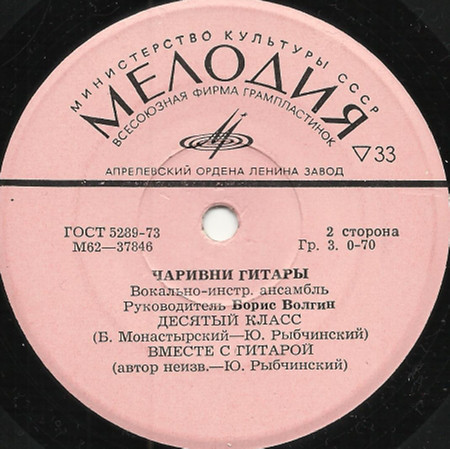 МИНИСТЕРСТВО КУЛЬТУРЫ СССР
МЕЛОДИЯ
ВСЕСОЮЗНАЯ ФИРМА ГРАМПЛАСТИНОК
▽33
АПРЕЛЕВСКИЙ ОРДЕНА ЛЕНИНА ЗАВОД
ГОСТ 5289-73
М62—37846
2 сторона
Гр. 3. 0-70
ЧАРИВНИ ГИТАРЫ
Вокально-инстр. ансамбль
Руководитель Борис Волгин
ДЕСЯТЫЙ КЛАСС
(Б. Монастырский—Ю. Рыбчинский)
ВМЕСТЕ С ГИТАРОЙ
(автор неизв.—Ю. Рыбчинский)